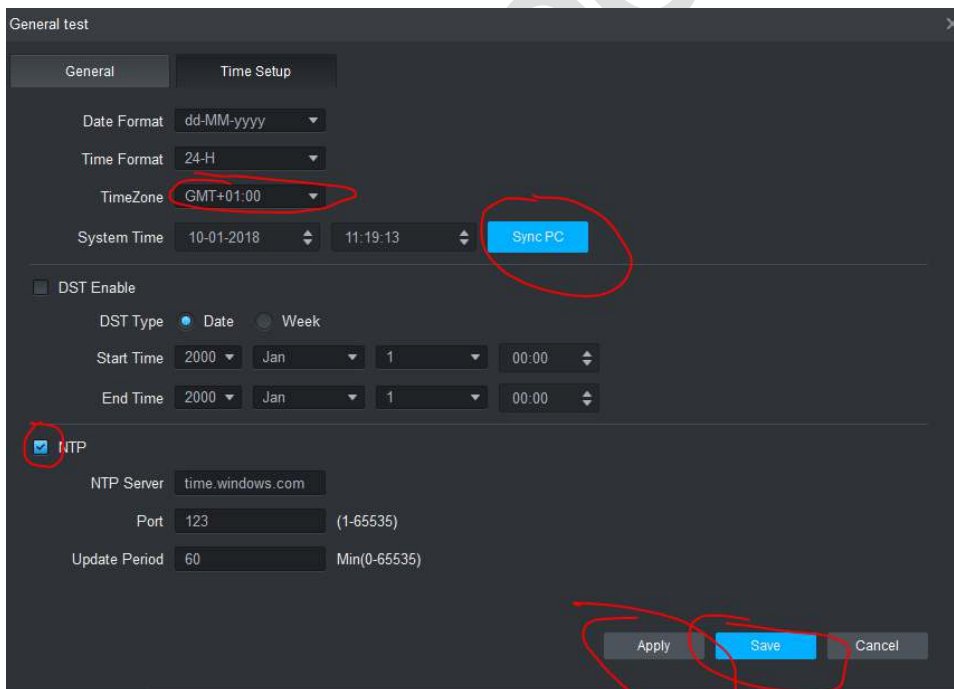 General test
General Time Setup
Date Format dd-MM-yyyy
Time Format 24-H
TimeZone GMT+01:00
System Time 10-01-2018 11:19:13 Sync PC
DST Enable
DST Type Date Week
Start Time 2000 Jan 1 00:00
End Time 2000 Jan 1 00:00
NTP
NTP Server time.windows.com
Port 123 (1-65535)
Update Period 60 Min(0-65535)
Apply Save Cancel